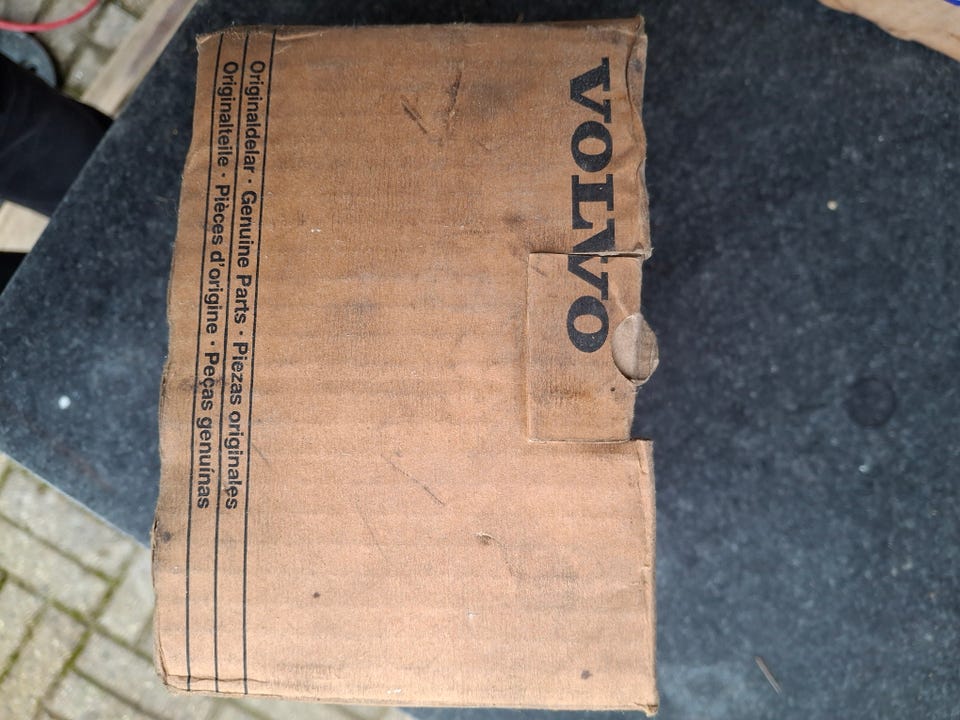 VOLVO
Originaldelar · Genuine Parts · Piezas originales
Originalteile · Pièces d'origine · Peças genuínas